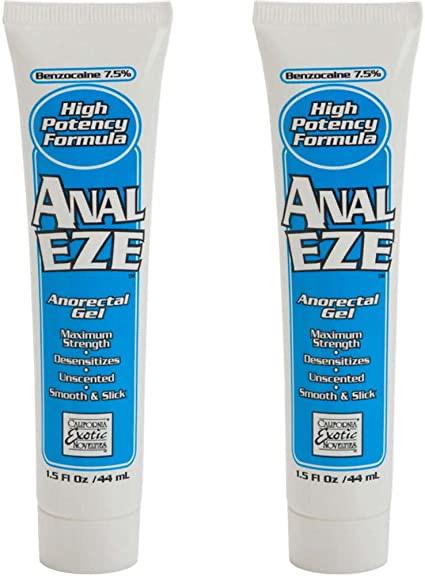 Benzocaine 7.5%
High
Potency
Formula
ANAL
EZE
TM
Anorectal
Gel
Maximum
Strength
Desensitizes
Unscented
Smooth & Slick
CALIFORNIA
Exotic
NOVELTIES
1.5 Fl Oz /44 mL
Benzocaine 7.5%
High
Potency
Formula
ANAL
EZE
TM
Anorectal
Gel
Maximum
Strength
Desensitizes
Unscented
Smooth & Slick
CALIFORNIA
Exotic
NOVELTIES
1.5 Fl Oz /44 mL